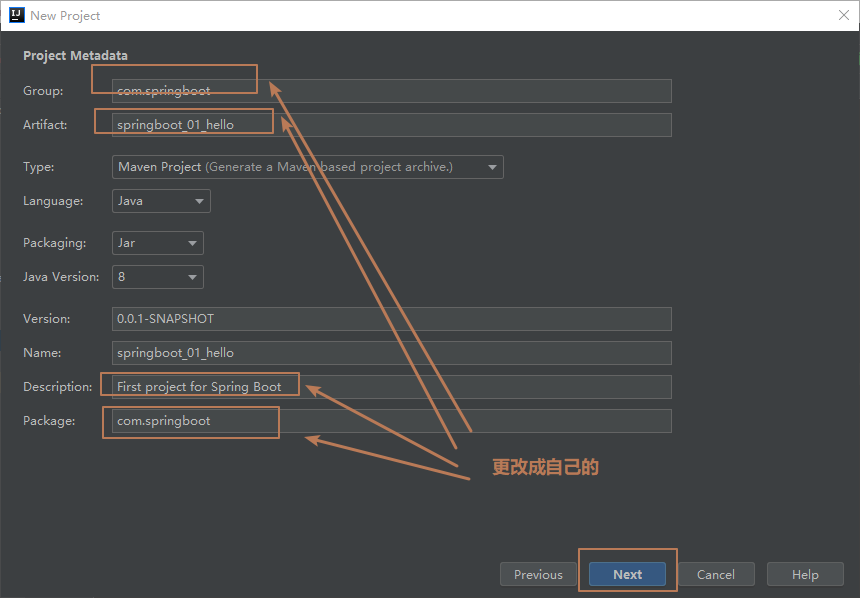 New Project
Project Metadata
Group: com.springboot
Artifact: springboot_01_hello
Type: Maven Project (Generate a Maven based project archive.)
Language: Java
Packaging: Jar
Java Version: 8
Version: 0.0.1-SNAPSHOT
Name: springboot_01_hello
Description: First project for Spring Boot
Package: com.springboot
更改成自己的
Previous Next Cancel Help